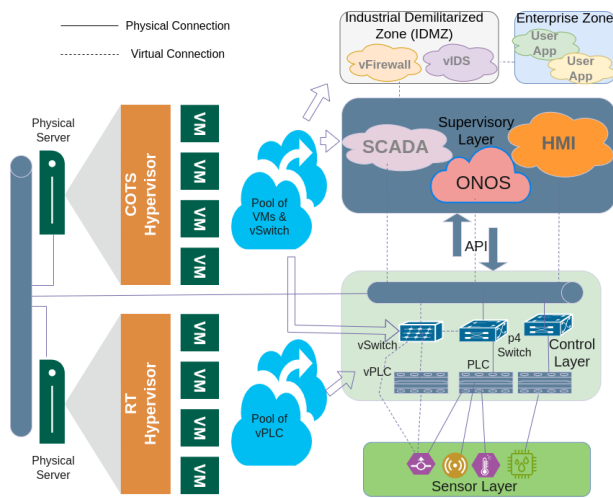 Physical Connection
Virtual Connection
Industrial Demilitarized
Zone (IDMZ)
vFirewall
vIDS
Enterprise Zone
User
App
User
App
Physical
Server
COTS
Hypervisor
VM
VM
VM
VM
Pool of
VMs &
vSwitch
Supervisory
Layer
SCADA
HMI
ONOS
API
RT
Hypervisor
VM
VM
VM
VM
Physical
Server
Pool of
vPLC
vSwitch
p4
Switch
Control
Layer
vPLC
PLC
Sensor Layer